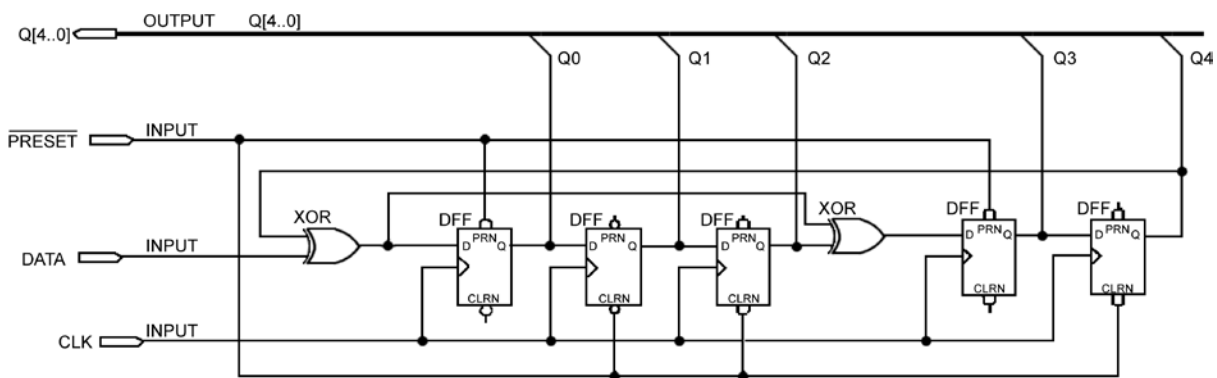 Q[4..0] OUTPUT Q[4..0]
Q0 Q1 Q2 Q3 Q4
PRESET INPUT
XOR DFF DFF DFF XOR DFF DFF
D PRN Q D PRN Q D PRN Q D PRN Q D PRN Q
DATA INPUT
CLRN CLRN CLRN CLRN CLRN
CLK INPUT